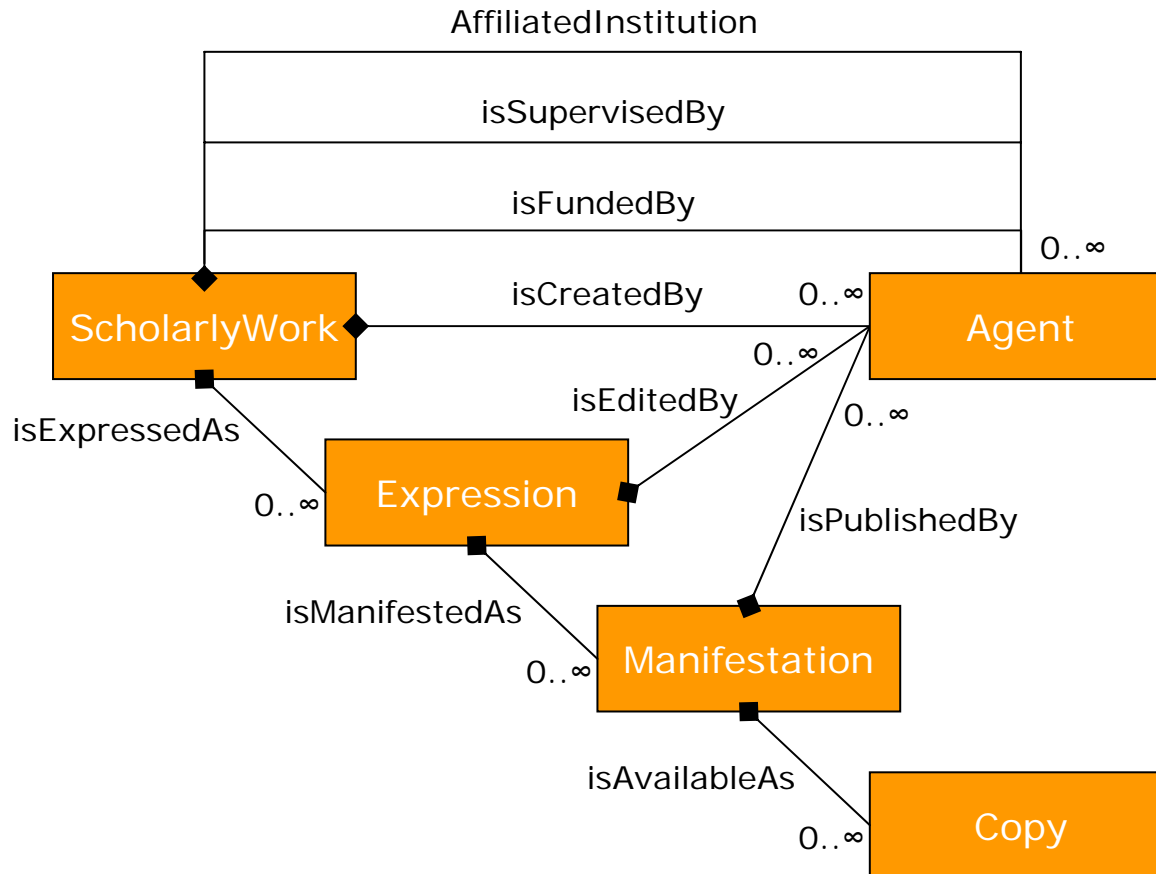 AffiliatedInstitution
isSupervisedBy
isFundedBy
0..∞
isCreatedBy
0..∞
ScholarlyWork
Agent
0..∞
isEditedBy
0..∞
isExpressedAs
Expression
0..∞
isPublishedBy
isManifestedAs
Manifestation
0..∞
isAvailableAs
Copy
0..∞